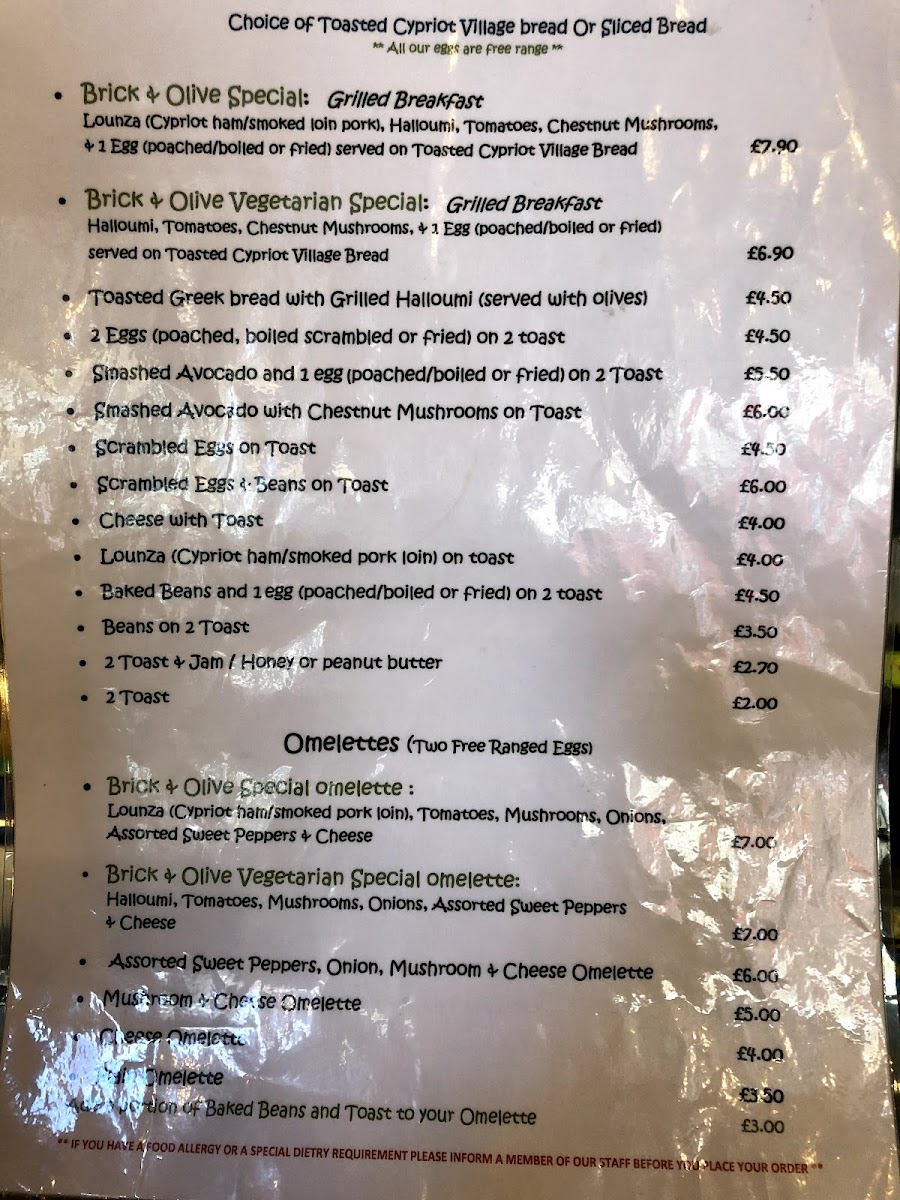 Choice of Toasted Cypriot Village bread Or Sliced Bread
** All our eggs are free range **
• Brick & Olive Special: Grilled Breakfast
Lounza (Cypriot ham/smoked loin pork), Halloumi, Tomatoes, Chestnut Mushrooms,
& 1 Egg (poached/boiled or fried) served on Toasted Cypriot Village Bread £7.90
• Brick & Olive Vegetarian Special: Grilled Breakfast
Halloumi, Tomatoes, Chestnut Mushrooms, & 1 Egg (poached/boiled or fried)
served on Toasted Cypriot Village Bread £6.90
• Toasted Greek bread with Grilled Halloumi (served with olives) £4.50
• 2 Eggs (poached, boiled scrambled or fried) on 2 toast £4.50
• Smashed Avocado and 1 egg (poached/boiled or fried) on 2 Toast £5.50
• Smashed Avocado with Chestnut Mushrooms on Toast £6.00
• Scrambled Eggs on Toast £4.50
• Scrambled Eggs & Beans on Toast £6.00
• Cheese with Toast £4.00
• Lounza (Cypriot ham/smoked pork loin) on toast £4.00
• Baked Beans and 1 egg (poached/boiled or fried) on 2 toast £4.50
• Beans on 2 Toast £3.50
• 2 Toast & Jam / Honey or peanut butter £2.70
• 2 Toast £2.00
Omelettes (Two Free Ranged Eggs)
• Brick & Olive Special omelette :
Lounza (Cypriot ham/smoked pork loin), Tomatoes, Mushrooms, Onions,
Assorted Sweet Peppers & Cheese £7.00
• Brick & Olive Vegetarian Special omelette:
Halloumi, Tomatoes, Mushrooms, Onions, Assorted Sweet Peppers
& Cheese £7.00
• Assorted Sweet Peppers, Onion, Mushroom & Cheese Omelette £6.00
• Mushroom & Cheese Omelette £5.00
• Cheese Omelette £4.00
Omelette £3.50
portion of Baked Beans and Toast to your Omelette £3.00
** IF YOU HAVE A FOOD ALLERGY OR A SPECIAL DIETRY REQUIREMENT PLEASE INFORM A MEMBER OF OUR STAFF BEFORE YOU PLACE YOUR ORDER **